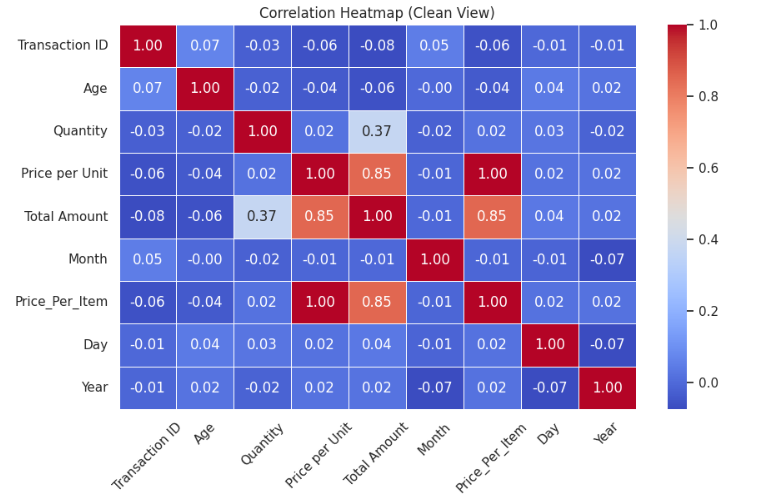 Correlation Heatmap (Clean View)
Transaction ID 1.00 0.07 -0.03 -0.06 -0.08 0.05 -0.06 -0.01 -0.01
Age 0.07 1.00 -0.02 -0.04 -0.06 -0.00 -0.04 0.04 0.02
Quantity -0.03 -0.02 1.00 0.02 0.37 -0.02 0.02 0.03 -0.02
Price per Unit -0.06 -0.04 0.02 1.00 0.85 -0.01 1.00 0.02 0.02
Total Amount -0.08 -0.06 0.37 0.85 1.00 -0.01 0.85 0.04 0.02
Month 0.05 -0.00 -0.02 -0.01 -0.01 1.00 -0.01 -0.01 -0.07
Price_Per_Item -0.06 -0.04 0.02 1.00 0.85 -0.01 1.00 0.02 0.02
Day -0.01 0.04 0.03 0.02 0.04 -0.01 0.02 1.00 -0.07
Year -0.01 0.02 -0.02 0.02 0.02 -0.07 0.02 -0.07 1.00
Transaction ID Age Quantity Price per Unit Total Amount Month Price_Per_Item Day Year
1.0
0.8
0.6
0.4
0.2
0.0